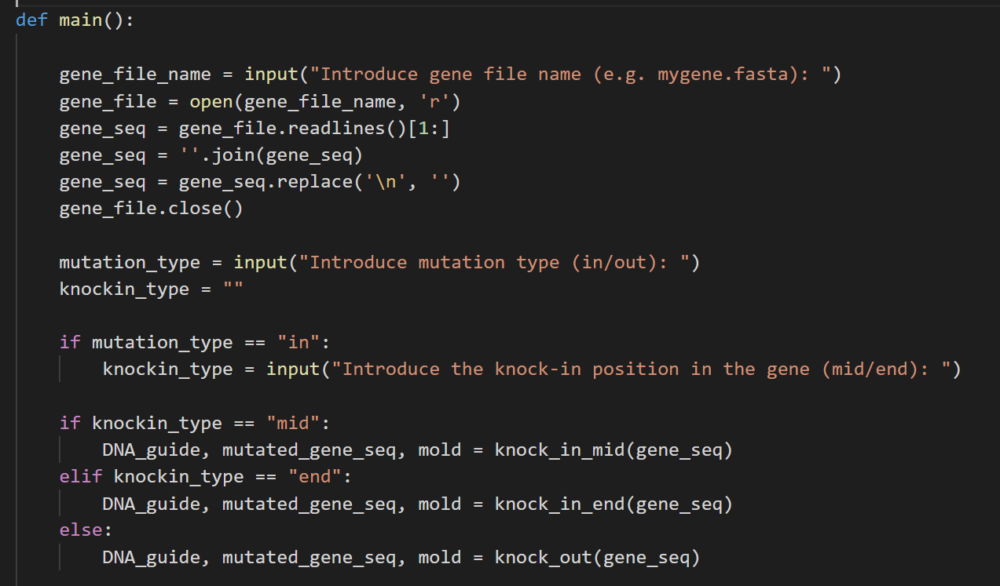 def main():
gene_file_name = input("Introduce gene file name (e.g. mygene.fasta): ")
gene_file = open(gene_file_name, 'r')
gene_seq = gene_file.readlines()[1:]
gene_seq = ''.join(gene_seq)
gene_seq = gene_seq.replace('\n', '')
gene_file.close()
mutation_type = input("Introduce mutation type (in/out): ")
knockin_type = ""
if mutation_type == "in":
knockin_type = input("Introduce the knock-in position in the gene (mid/end): ")
if knockin_type == "mid":
DNA_guide, mutated_gene_seq, mold = knock_in_mid(gene_seq)
elif knockin_type == "end":
DNA_guide, mutated_gene_seq, mold = knock_in_end(gene_seq)
else:
DNA_guide, mutated_gene_seq, mold = knock_out(gene_seq)